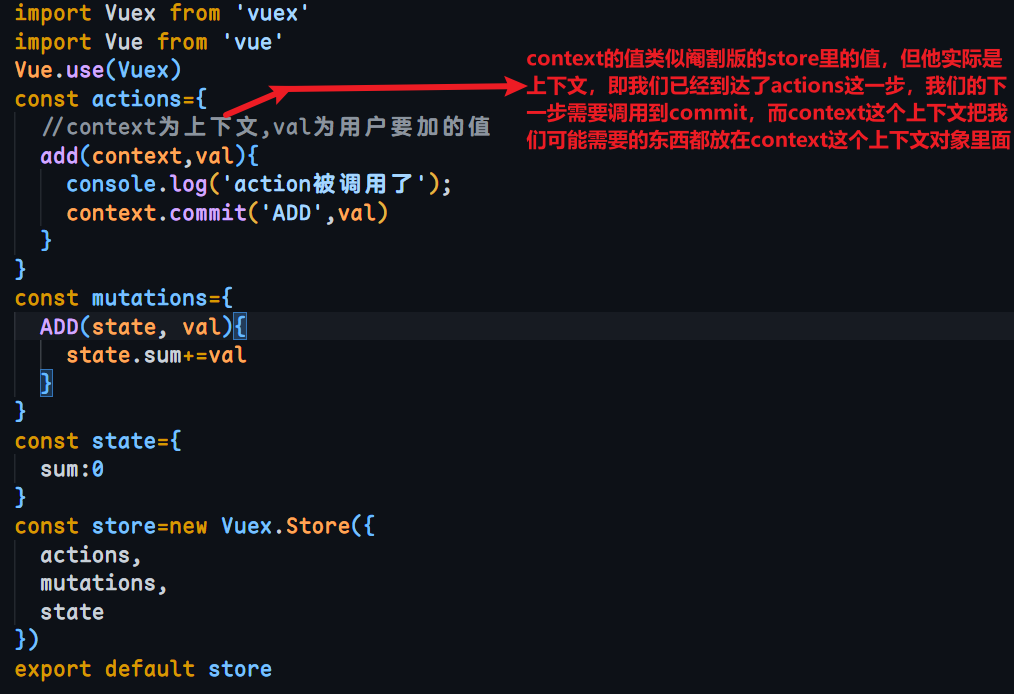 import Vuex from 'vuex'
import Vue from 'vue'
Vue.use(Vuex)
const actions={
//context为上下文,val为用户要加的值
add(context,val){
console.log('action被调用了');
context.commit('ADD',val)
}
}
const mutations={
ADD(state, val){
state.sum+=val
}
}
const state={
sum:0
}
const store=new Vuex.Store({
actions,
mutations,
state
})
export default store
context的值类似阉割版的store里的值，但他实际是
上下文，即我们已经到达了actions这一步，我们的下
一步需要调用到commit，而context这个上下文把我
们可能需要的东西都放在context这个上下文对象里面